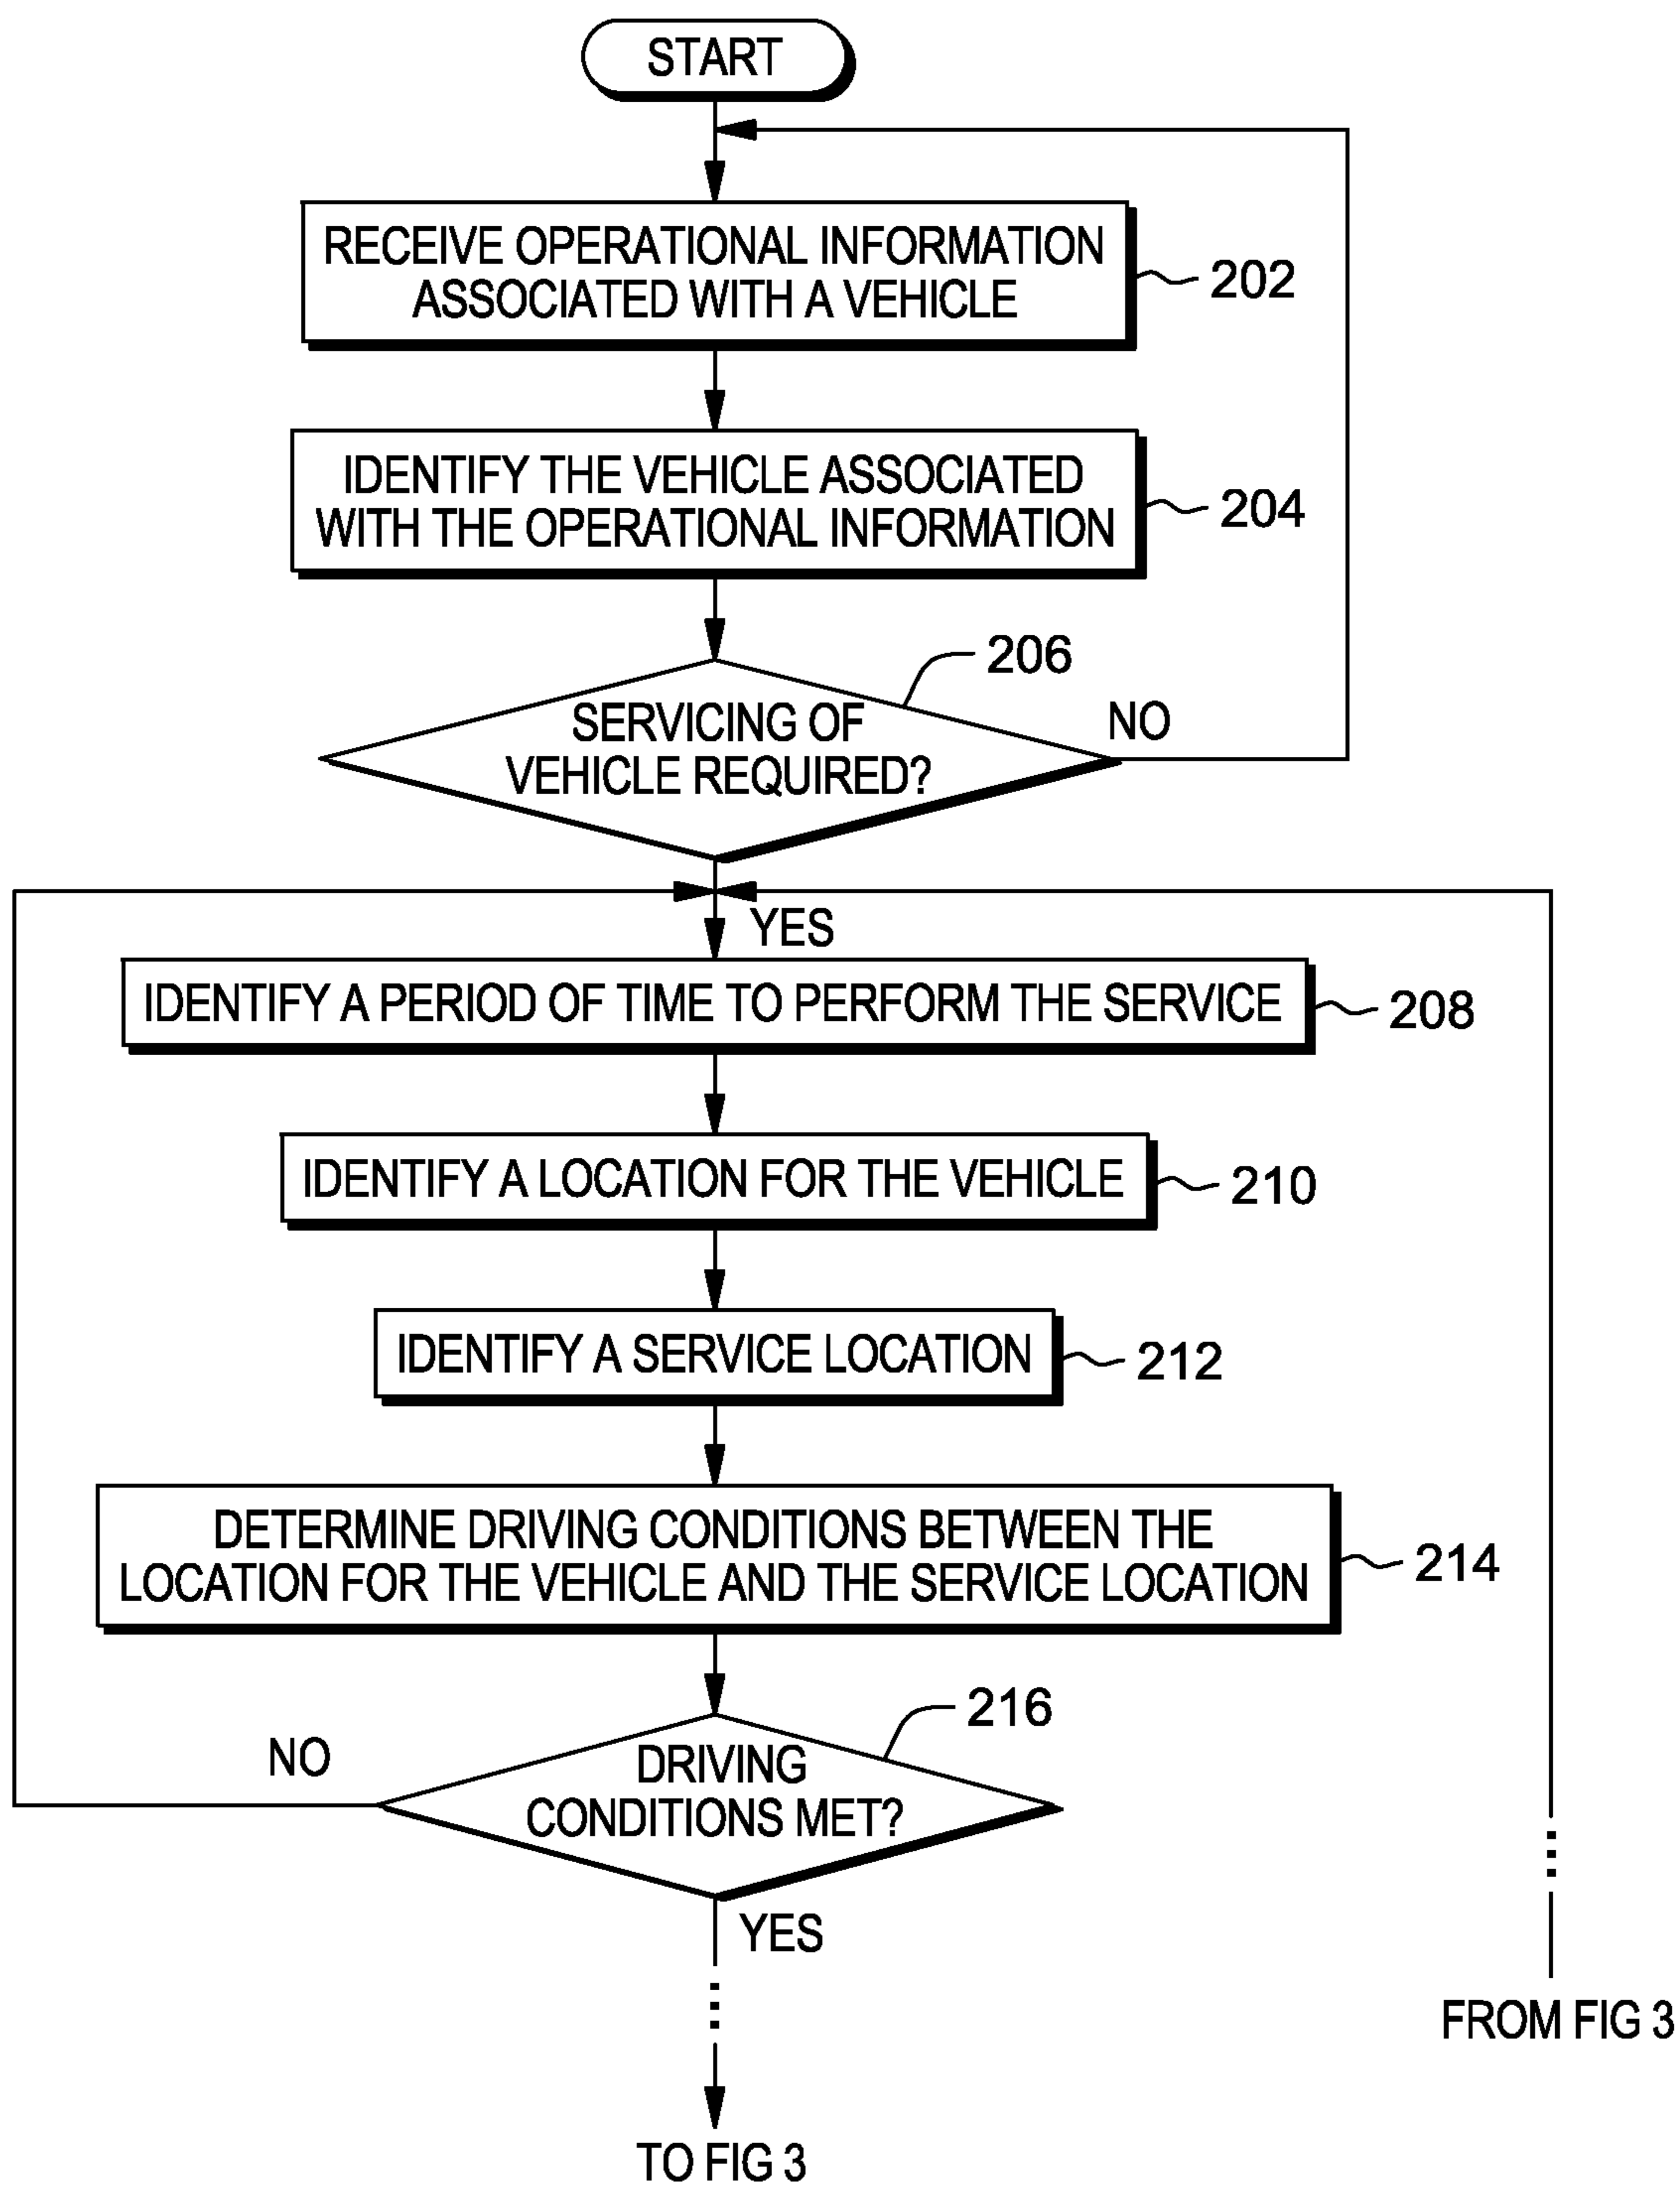 START
RECEIVE OPERATIONAL INFORMATION
ASSOCIATED WITH A VEHICLE
202
IDENTIFY THE VEHICLE ASSOCIATED
WITH THE OPERATIONAL INFORMATION
204
206
SERVICING OF
VEHICLE REQUIRED?
NO
YES
IDENTIFY A PERIOD OF TIME TO PERFORM THE SERVICE
208
IDENTIFY A LOCATION FOR THE VEHICLE
210
IDENTIFY A SERVICE LOCATION
212
DETERMINE DRIVING CONDITIONS BETWEEN THE
LOCATION FOR THE VEHICLE AND THE SERVICE LOCATION
214
216
NO
DRIVING
CONDITIONS MET?
YES
FROM FIG 3
TO FIG 3